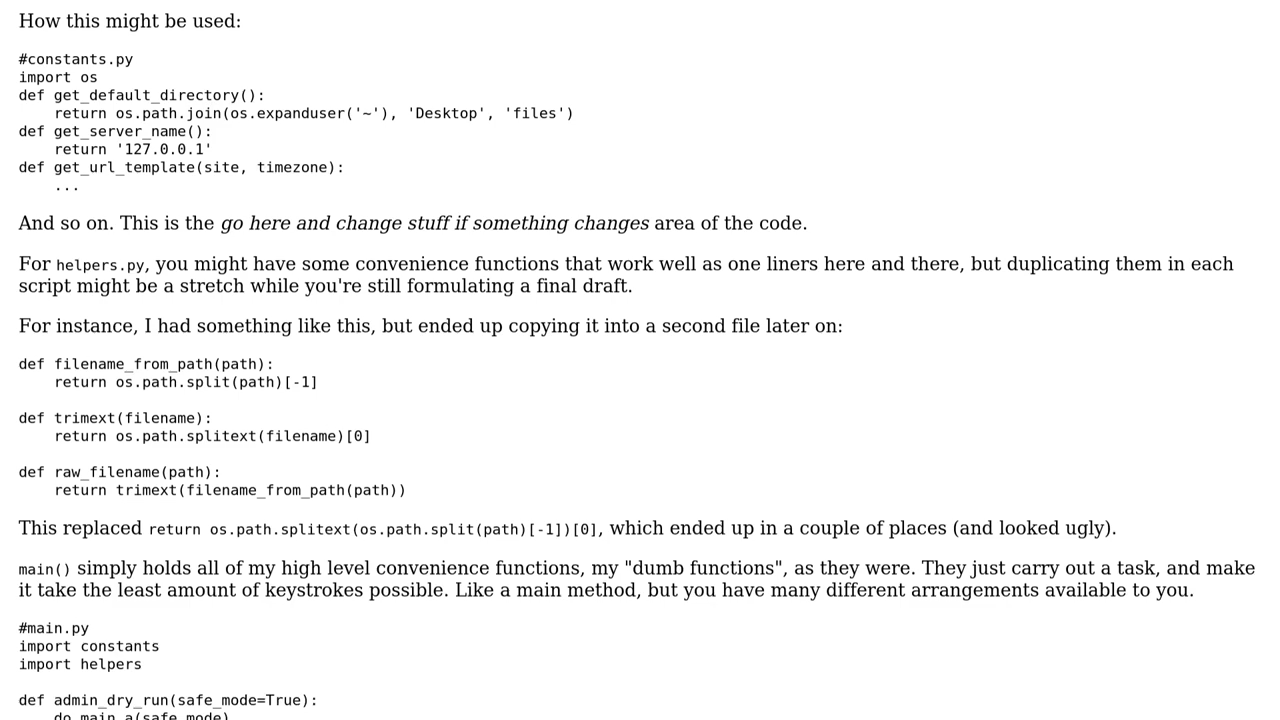 How this might be used:
#constants.py
import os
def get_default_directory():
    return os.path.join(os.expanduser('~'), 'Desktop', 'files')
def get_server_name():
    return '127.0.0.1'
def get_url_template(site, timezone):
    ...
And so on. This is the go here and change stuff if something changes area of the code.
For helpers.py, you might have some convenience functions that work well as one liners here and there, but duplicating them in each
script might be a stretch while you're still formulating a final draft.
For instance, I had something like this, but ended up copying it into a second file later on:
def filename_from_path(path):
    return os.path.split(path)[-1]
def trimext(filename):
    return os.path.splitext(filename)[0]
def raw_filename(path):
    return trimext(filename_from_path(path))
This replaced return os.path.splitext(os.path.split(path)[-1])[0], which ended up in a couple of places (and looked ugly).
main() simply holds all of my high level convenience functions, my "dumb functions", as they were. They just carry out a task, and make
it take the least amount of keystrokes possible. Like a main method, but you have many different arrangements available to you.
#main.py
import constants
import helpers
def admin_dry_run(safe_mode=True):
    do_main_a(safe_mode)